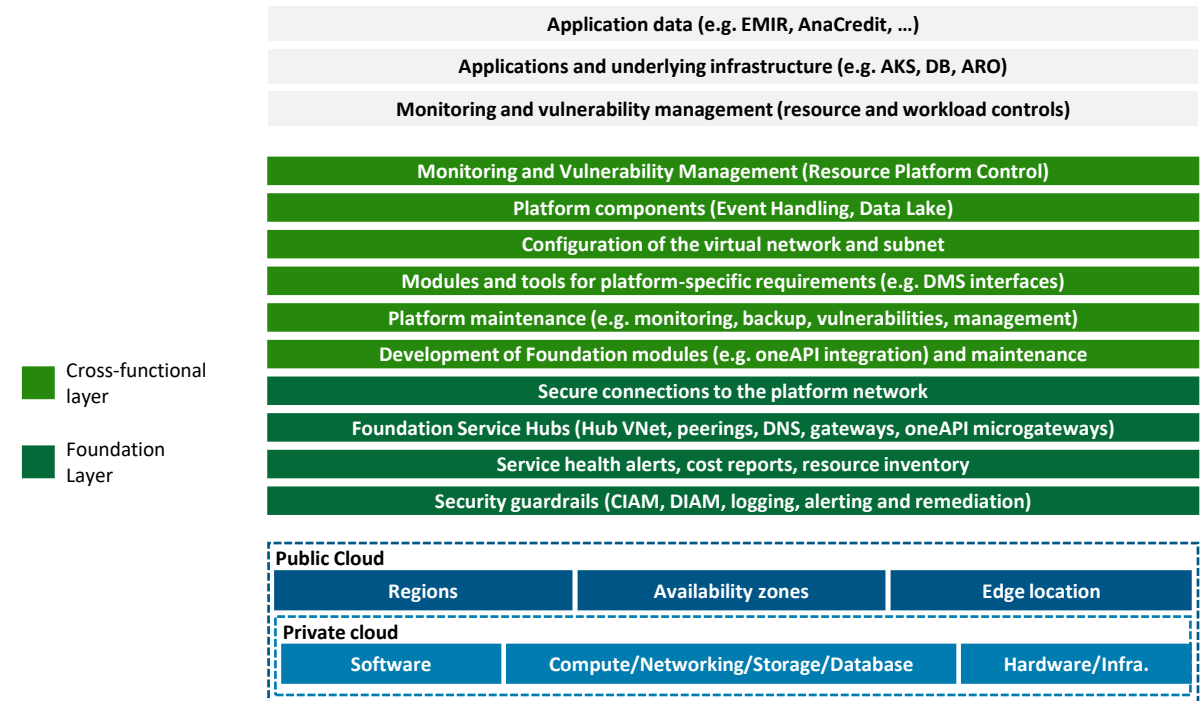 Application data (e.g. EMIR, AnaCredit, …)
Applications and underlying infrastructure (e.g. AKS, DB, ARO)
Monitoring and vulnerability management (resource and workload controls)
Monitoring and Vulnerability Management (Resource Platform Control)
Platform components (Event Handling, Data Lake)
Configuration of the virtual network and subnet
Modules and tools for platform-specific requirements (e.g. DMS interfaces)
Platform maintenance (e.g. monitoring, backup, vulnerabilities, management)
Development of Foundation modules (e.g. oneAPI integration) and maintenance
Secure connections to the platform network
Foundation Service Hubs (Hub VNet, peerings, DNS, gateways, oneAPI microgateways)
Service health alerts, cost reports, resource inventory
Security guardrails (CIAM, DIAM, logging, alerting and remediation)
Cross-functional
layer
Foundation
Layer
Public Cloud
Regions
Availability zones
Edge location
Private cloud
Software
Compute/Networking/Storage/Database
Hardware/Infra.